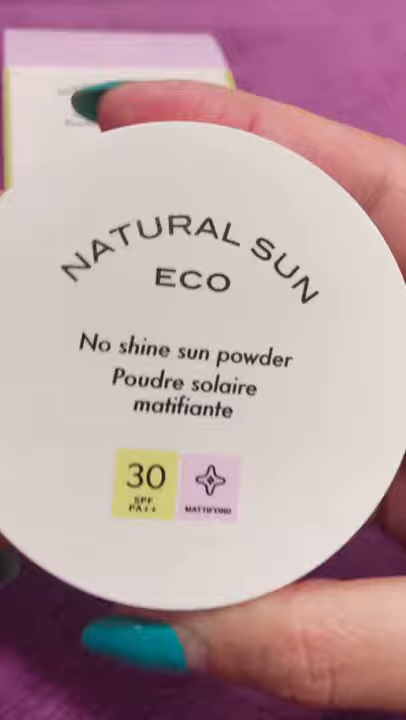 NATURAL SUN
ECO
No shine sun powder
Poudre solaire
matifiante
30
SPF
PA++
MATTIFYING